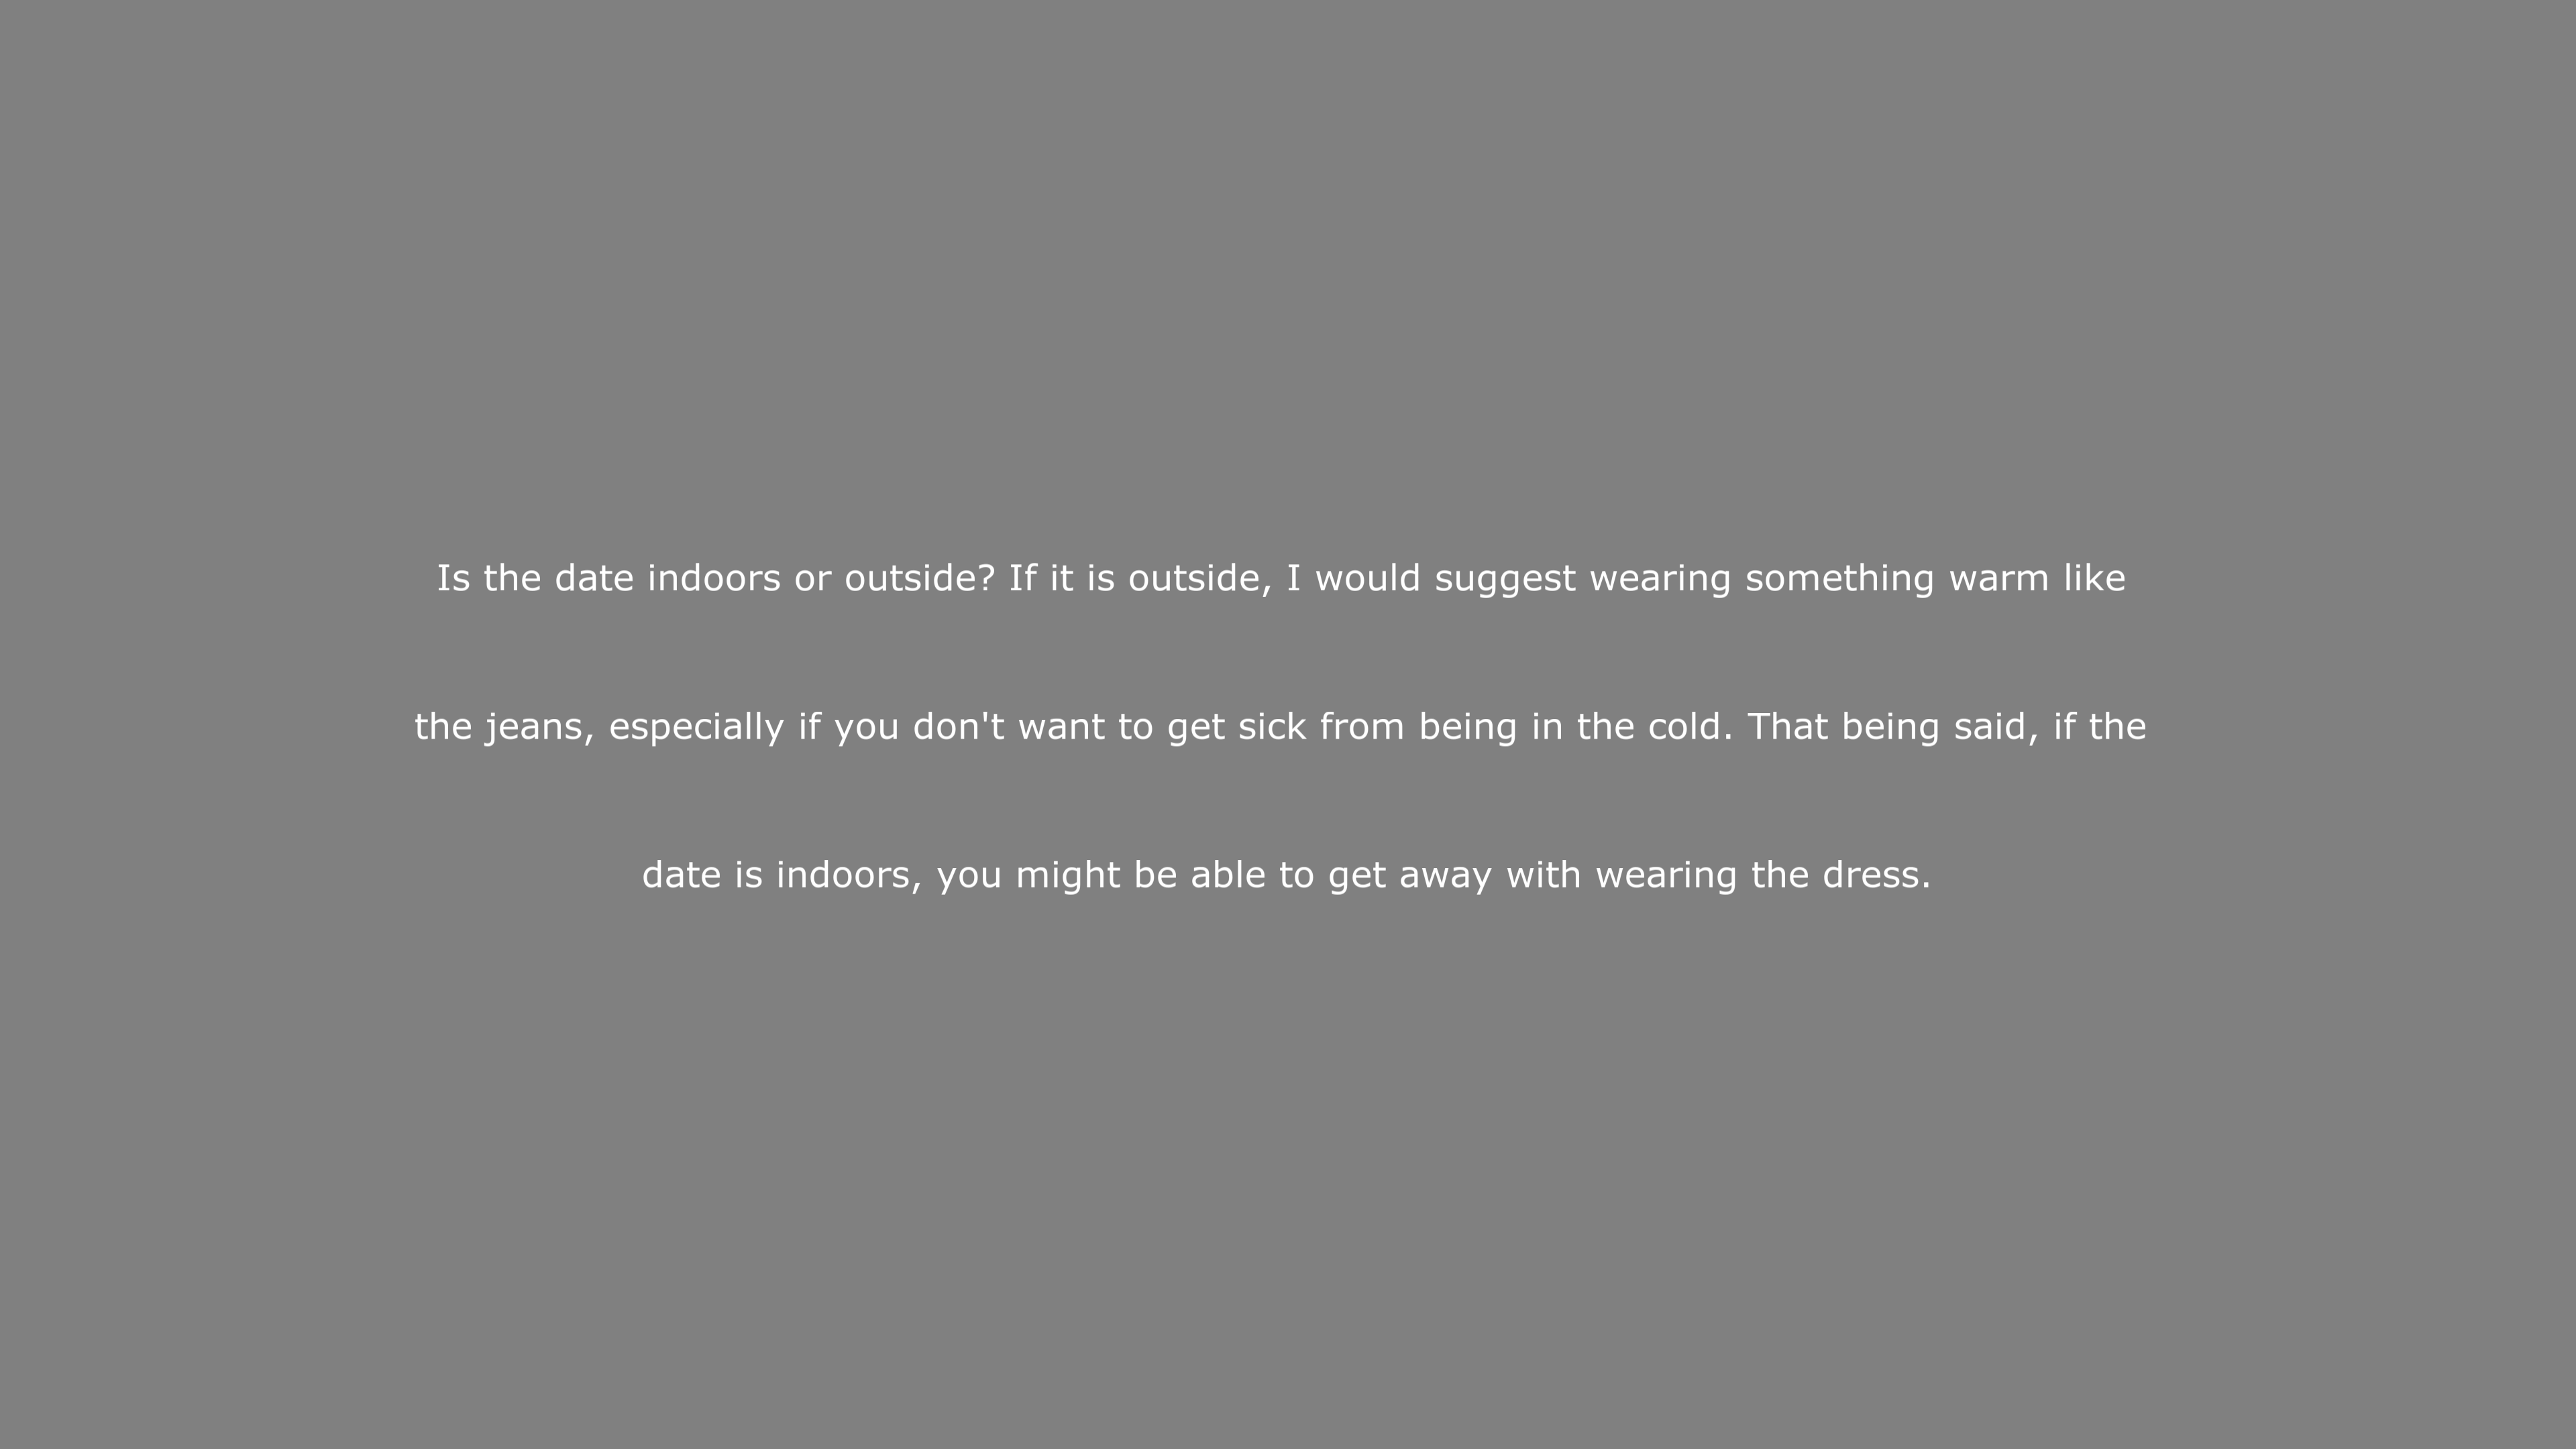 Is the date indoors or outside? If it is outside, I would suggest wearing something warm like
the jeans, especially if you don't want to get sick from being in the cold. That being said, if the
date is indoors, you might be able to get away with wearing the dress.